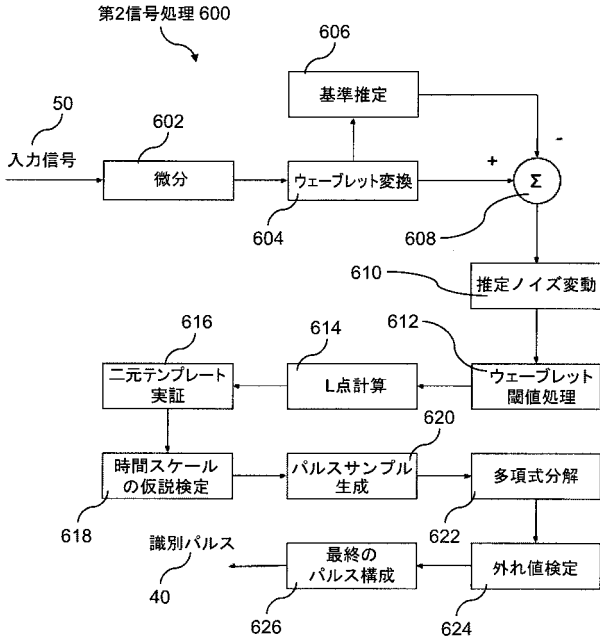 第2信号処理 600
606
基準推定
50
入力信号
602
微分
ウェーブレット変換
604
+
-
Σ
608
610
推定ノイズ変動
612
ウェーブレット
閾値処理
614
L点計算
616
二元テンプレート
実証
時間スケール
の仮説検定
618
620
パルスサンプル
生成
多項式分解
622
外れ値検定
624
最終の
パルス構成
626
識別パルス
40